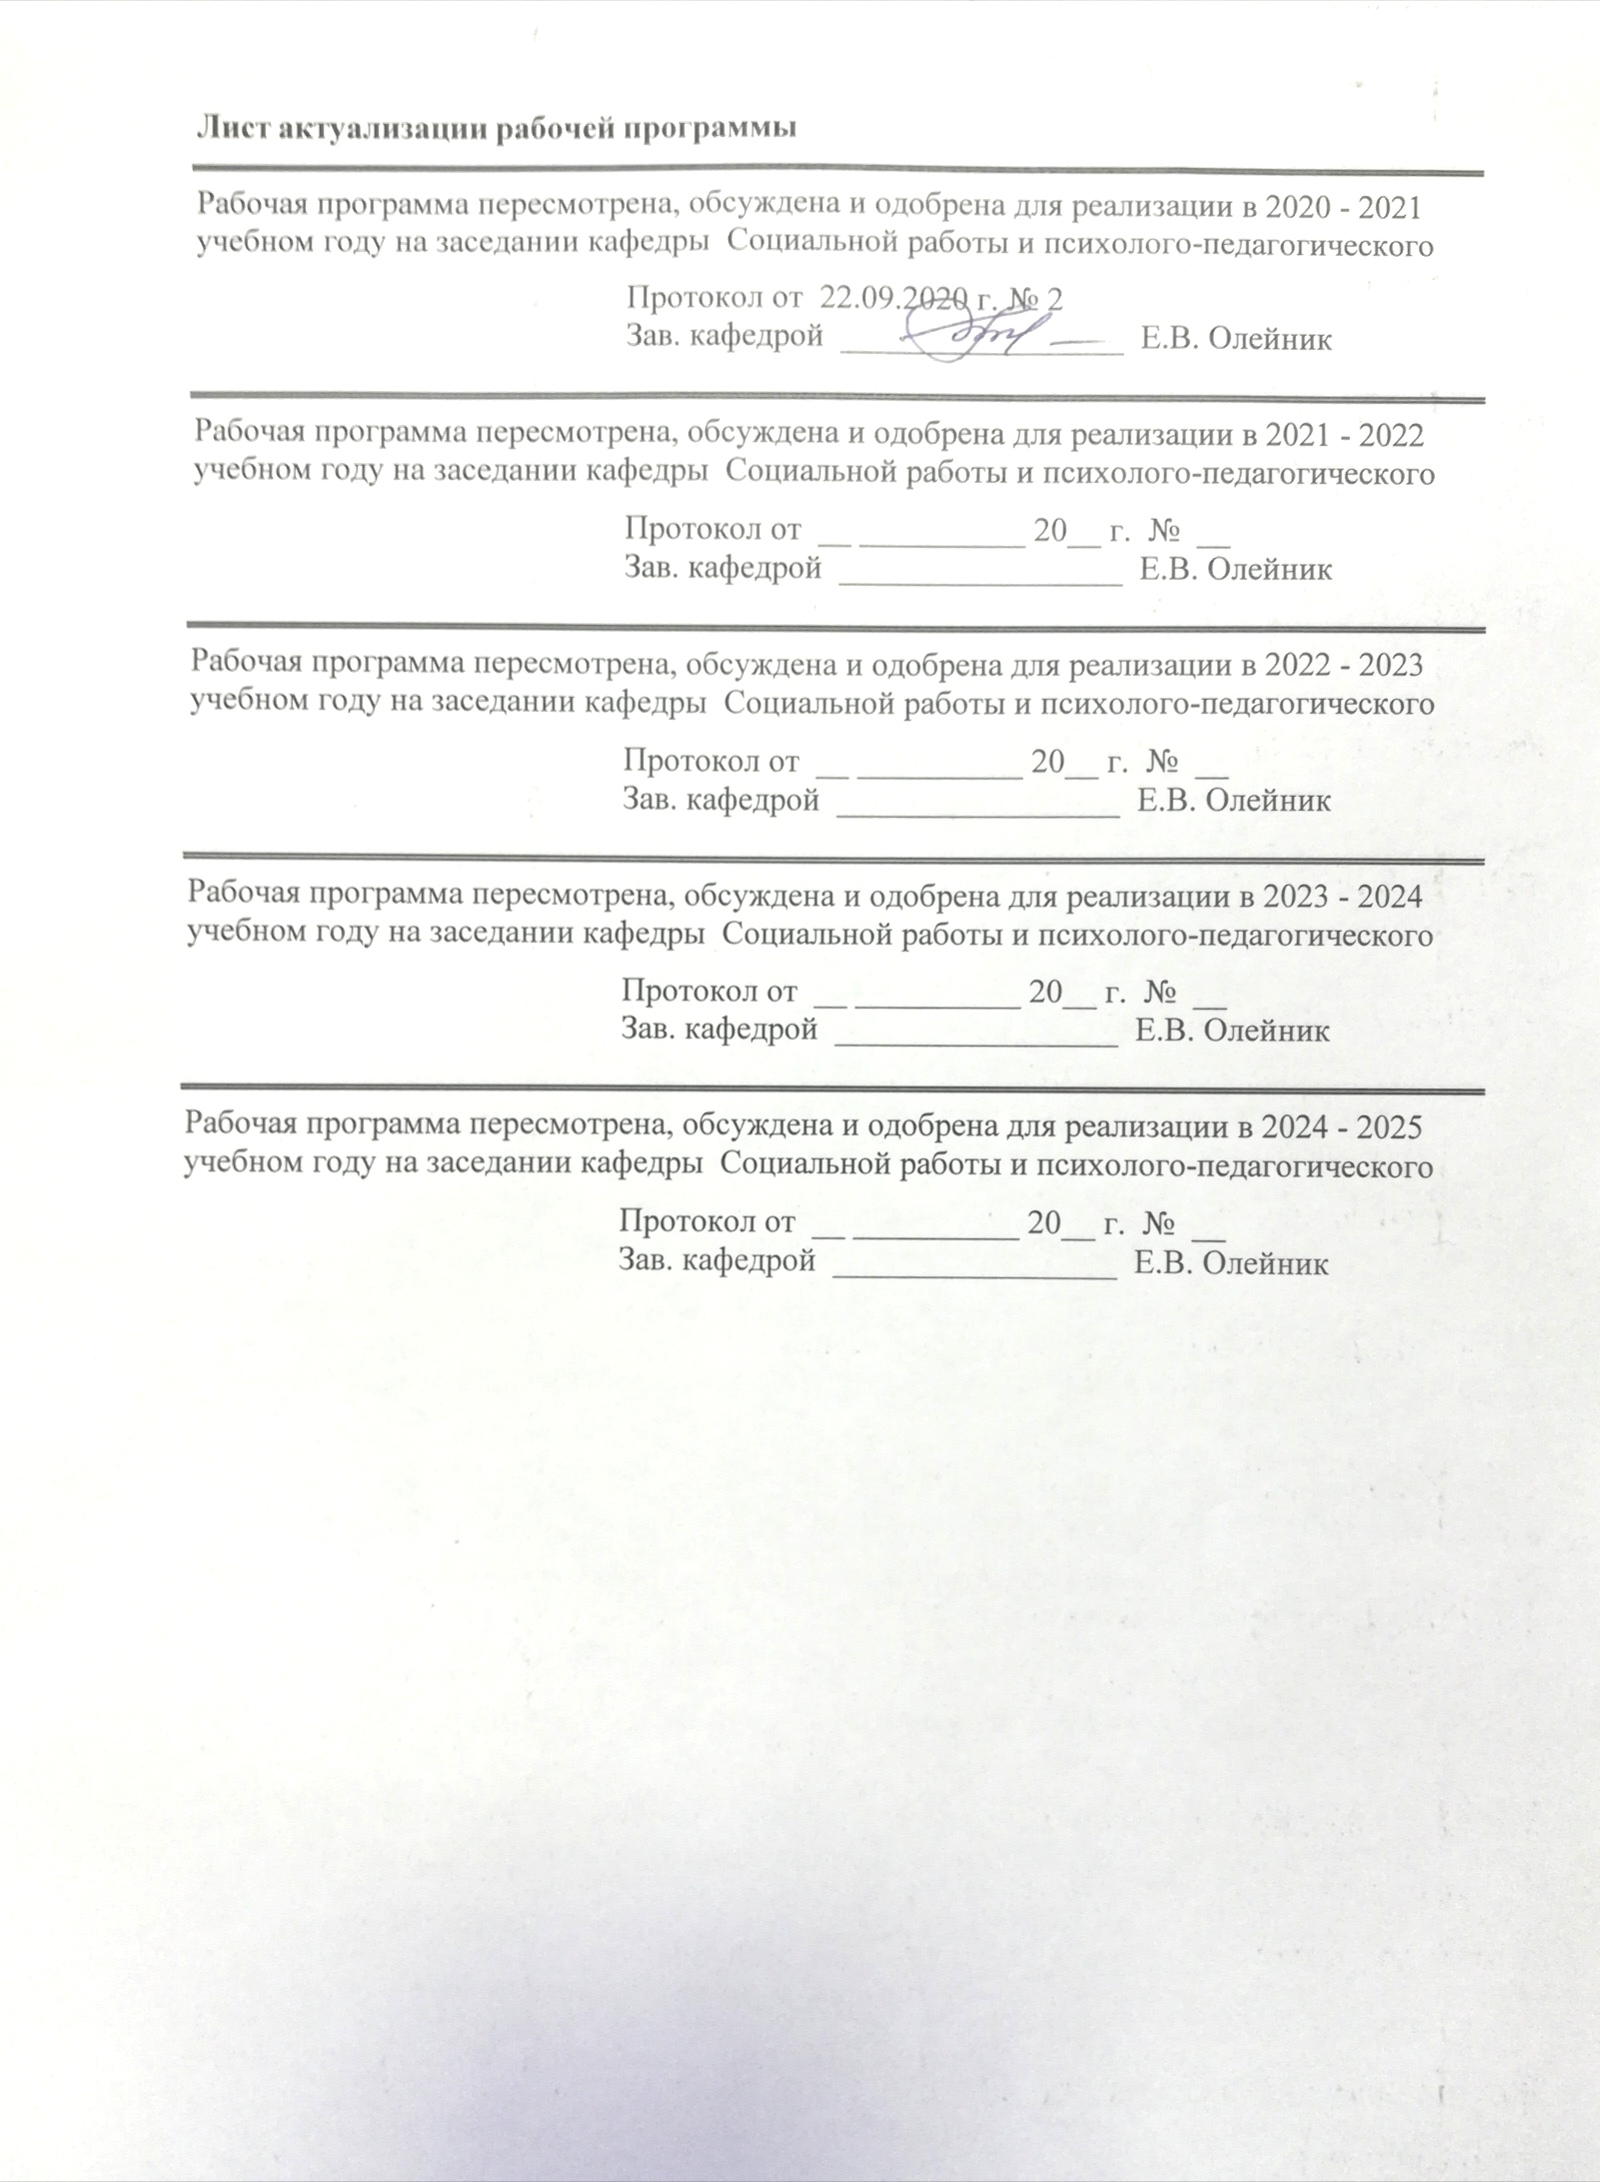 Лист актуализации рабочей программы
Рабочая программа пересмотрена, обсуждена и одобрена для реализации в 2020 - 2021
учебном году на заседании кафедры Социальной работы и психолого-педагогического
Протокол от 22.09.2020 г. № 2
Зав. кафедрой ________________ Е.В. Олейник
Рабочая программа пересмотрена, обсуждена и одобрена для реализации в 2021 - 2022
учебном году на заседании кафедры Социальной работы и психолого-педагогического
Протокол от __ __________ 20__ г. № __
Зав. кафедрой _________________ Е.В. Олейник
Рабочая программа пересмотрена, обсуждена и одобрена для реализации в 2022 - 2023
учебном году на заседании кафедры Социальной работы и психолого-педагогического
Протокол от __ __________ 20__ г. № __
Зав. кафедрой _________________ Е.В. Олейник
Рабочая программа пересмотрена, обсуждена и одобрена для реализации в 2023 - 2024
учебном году на заседании кафедры Социальной работы и психолого-педагогического
Протокол от __ __________ 20__ г. № __
Зав. кафедрой _________________ Е.В. Олейник
Рабочая программа пересмотрена, обсуждена и одобрена для реализации в 2024 - 2025
учебном году на заседании кафедры Социальной работы и психолого-педагогического
Протокол от __ __________ 20__ г. № __
Зав. кафедрой _________________ Е.В. Олейник